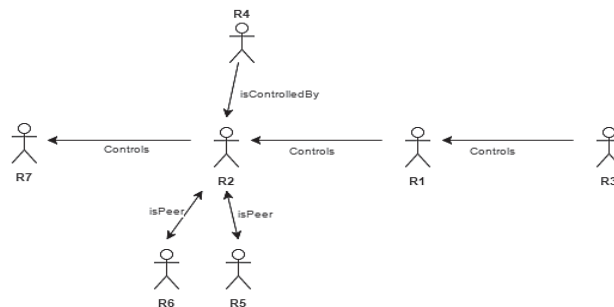 R4
isControlledBy
Controls
Controls
Controls
R7
R2
R1
R3
isPeer
isPeer
R6
R5